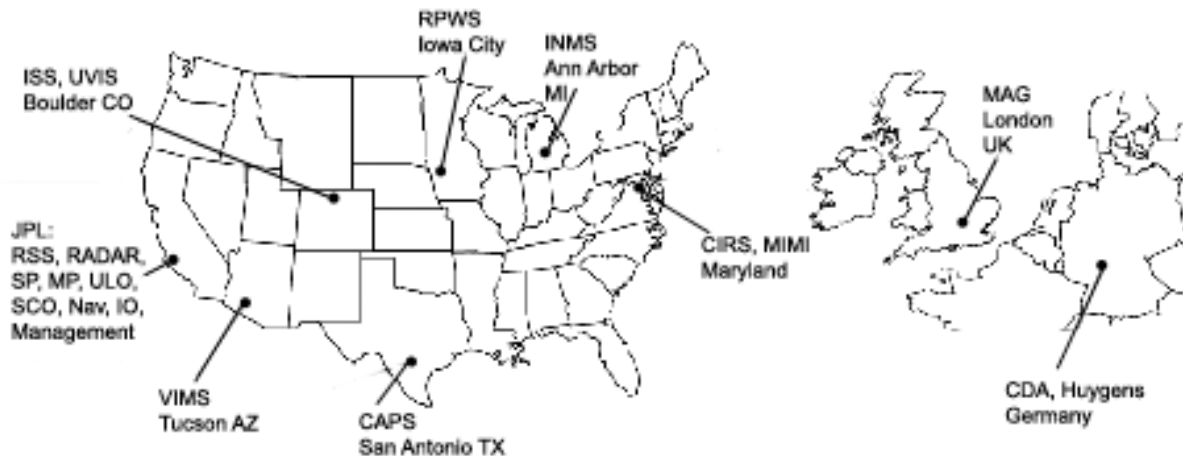 RPWS
Iowa City
INMS
Ann Arbor
MI
ISS, UVIS
Boulder CO
MAG
London
UK
JPL:
RSS, RADAR,
SP, MP, ULO,
SCO, Nav, IO,
Management
CIRS, MIMI
Maryland
VIMS
Tucson AZ
CAPS
San Antonio TX
CDA, Huygens
Germany